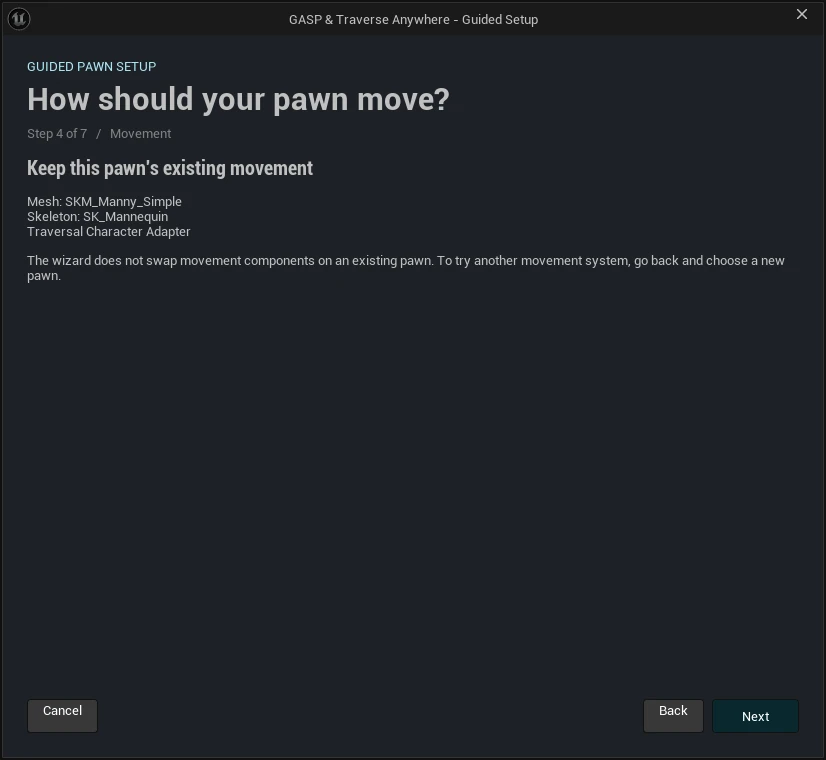 GASP & Traverse Anywhere - Guided Setup
GUIDED PAWN SETUP
How should your pawn move?
Step 4 of 7 / Movement
Keep this pawn's existing movement
Mesh: SKM_Manny_Simple
Skeleton: SK_Mannequin
Traversal Character Adapter
The wizard does not swap movement components on an existing pawn. To try another movement system, go back and choose a new
pawn.
Cancel
Back
Next